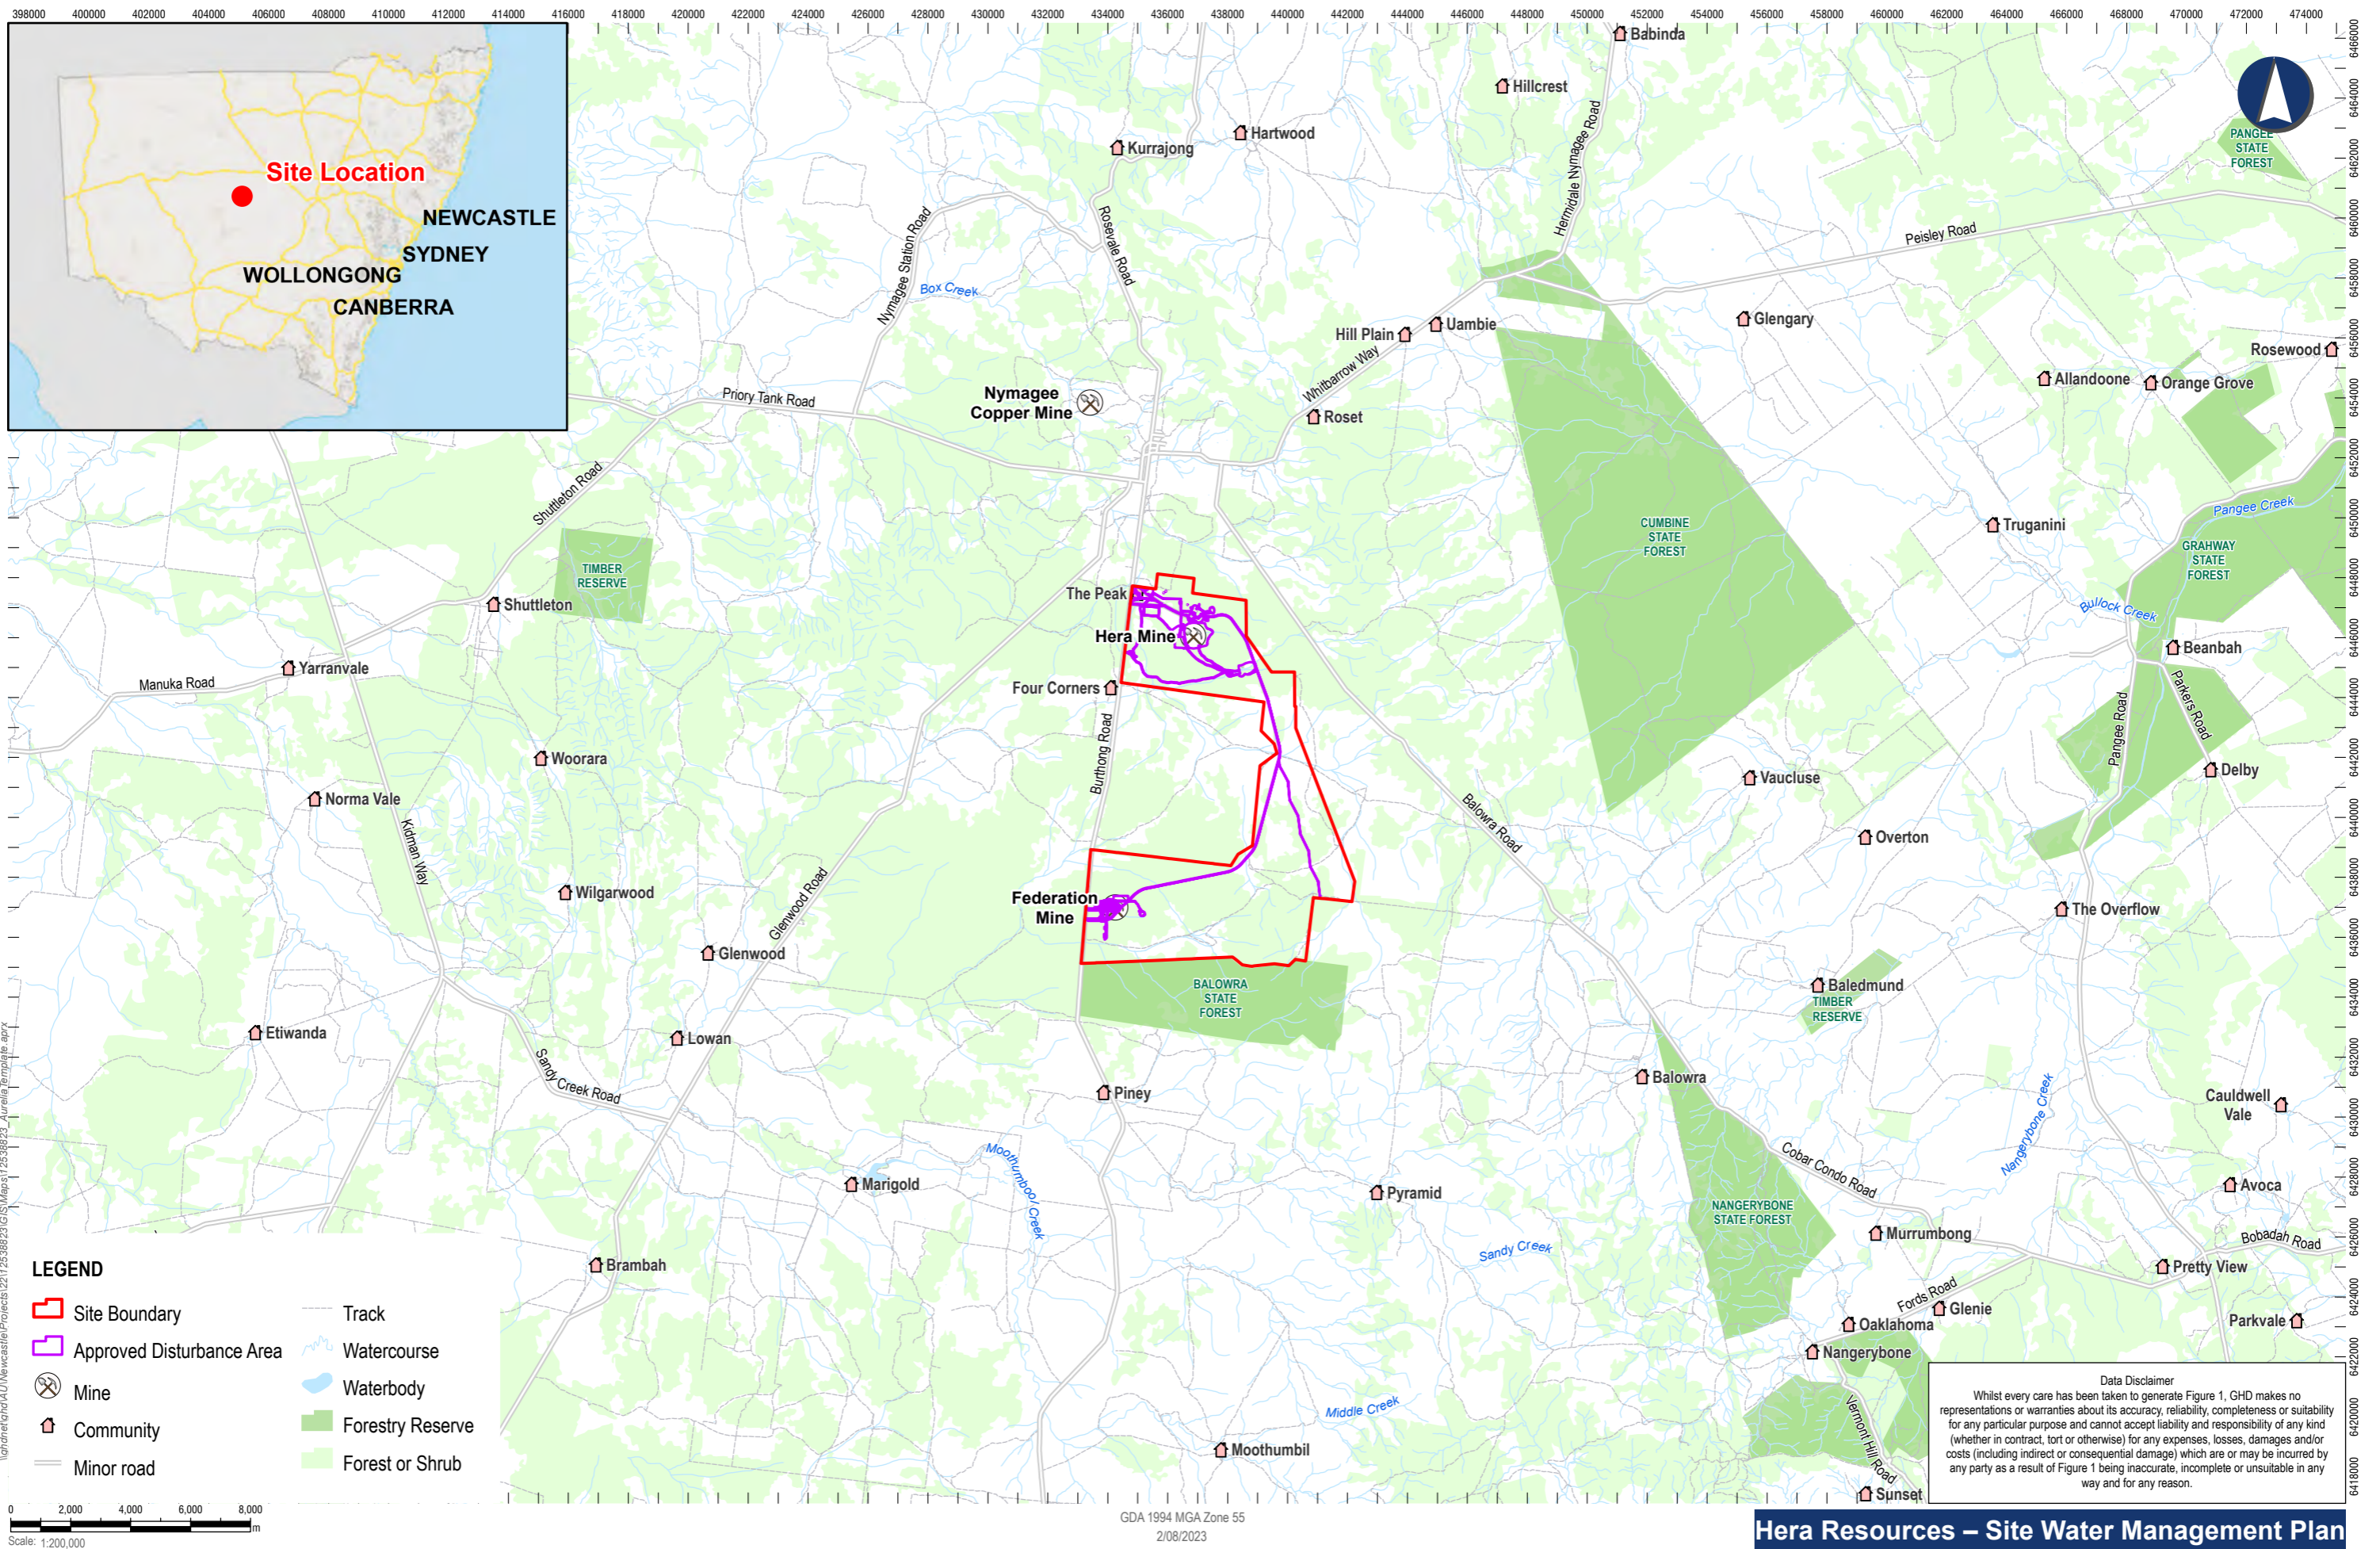 398000 400000 402000 404000 406000 408000 410000 412000 414000 416000 418000 420000 422000 424000 426000 428000 430000 432000 434000 436000 438000 440000 442000 444000 446000 448000 450000 452000 454000 456000 458000 460000 462000 464000 466000 468000 470000 472000 474000
Site Location
NEWCASTLE
SYDNEY
WOLLONGONG
CANBERRA
Babinda
Hillcrest
Hartwood
Kurrajong
Hermidale Nymagee Road
PANGEE
STATE
FOREST
Rosevale Road
Nymagee Station Road
Peisley Road
Box Creek
Uambie
Hill Plain
Glengary
Rosewood
Whitbarrow Way
Allandoone
Orange Grove
Nymagee
Copper Mine
Priory Tank Road
Roset
Shuttleton Road
Pangee Creek
Truganini
CUMBINE
STATE
FOREST
GRAHWAY
STATE
FOREST
TIMBER
RESERVE
The Peak
Shuttleton
Bullock Creek
Hera Mine
Beanbah
Yarranvale
Manuka Road
Four Corners
Parkers Road
Pangee Road
Burthong Road
Woorara
Delby
Vaucluse
Norma Vale
Kidman Way
Balowra Road
Overton
Wilgarwood
Glenwood Road
Federation
Mine
The Overflow
Glenwood
BALOWRA
STATE
FOREST
Baledmund
TIMBER
RESERVE
Etiwanda
Lowan
Sandy Creek Road
Piney
Balowra
Cauldwell
Vale
Nangerybone Creek
Moothumboo Creek
Cobar Condo Road
Marigold
Pyramid
Avoca
NANGERYBONE
STATE FOREST
Murrumbong
Bobadah Road
Sandy Creek
Brambah
Pretty View
Fords Road
Glenie
Oaklahoma
Parkvale
Nangerybone
Middle Creek
Vermont Hill Road
Moothumbil
Sunset
6466000
6464000
6462000
6460000
6458000
6456000
6454000
6452000
6450000
6448000
6446000
6444000
6442000
6440000
6438000
6436000
6434000
6432000
6430000
6428000
6426000
6424000
6422000
6420000
6418000
LEGEND
Site Boundary
Approved Disturbance Area
Mine
Community
Minor road
Track
Watercourse
Waterbody
Forestry Reserve
Forest or Shrub
0 2,000 4,000 6,000 8,000
m
Scale: 1:200,000
\\ghdnet\ghd\AU\Newcastle\Projects\22\12538823\GIS\Maps\12538823_AureliaTemplate.aprx
GDA 1994 MGA Zone 55
2/08/2023
Data Disclaimer
Whilst every care has been taken to generate Figure 1, GHD makes no
representations or warranties about its accuracy, reliability, completeness or suitability
for any particular purpose and cannot accept liability and responsibility of any kind
(whether in contract, tort or otherwise) for any expenses, losses, damages and/or
costs (including indirect or consequential damage) which are or may be incurred by
any party as a result of Figure 1 being inaccurate, incomplete or unsuitable in any
way and for any reason.
Hera Resources – Site Water Management Plan